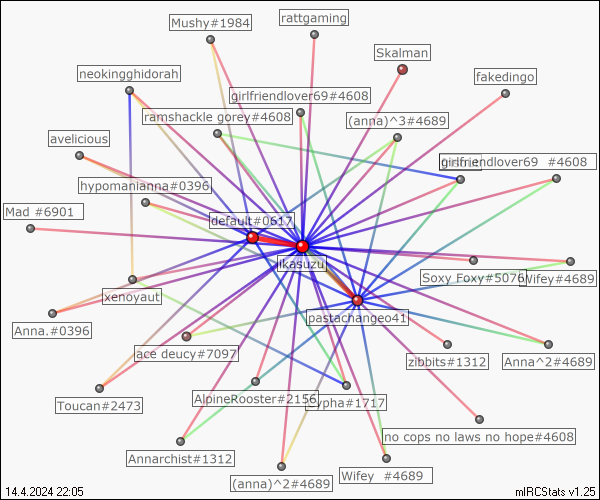 Mushy#1984
rattgaming
Skalman
neokingghidorah
fakedingo
girlfriendlover69#4608
ramshackle gorey#4608
(anna)^3#4689
avelicious
girlfriendlover69 #4608
hypomanianna#0396
Mad #6901
default#0617
ikasuzu
Soxy Foxy#5076
Wifey#4689
xenoyaut
pastachangeo41
Anna.#0396
ace deucy#7097
zibbits#1312
Anna^2#4689
AlpineRooster#2156
Toucan#2473
no cops no laws no hope#4608
Annarchist#1312
(anna)^2#4689
Wifey #4689
14.4.2024 22:05
mIRCStats v1.25